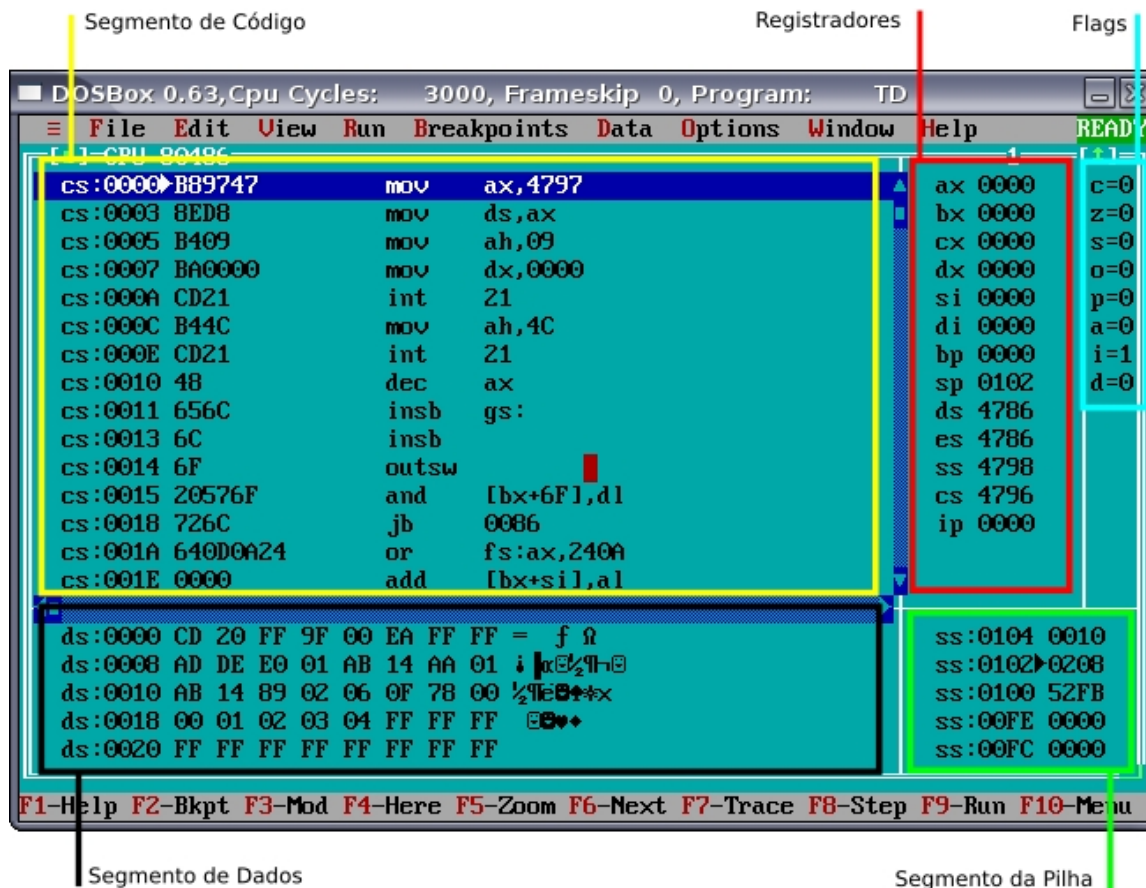 Segmento de Código
Registradores
Flags
DOSBox 0.63,Cpu Cycles: 3000, Frameskip 0, Program: TD
≡ File Edit View Run Breakpoints Data Options Window Help READY
CPU 80486 1 [↑]
cs:0000►B89747 mov ax,4797 ax 0000 c=0
cs:0003 8ED8 mov ds,ax bx 0000 z=0
cs:0005 B409 mov ah,09 cx 0000 s=0
cs:0007 BA0000 mov dx,0000 dx 0000 o=0
cs:000A CD21 int 21 si 0000 p=0
cs:000C B44C mov ah,4C di 0000 a=0
cs:000E CD21 int 21 bp 0000 i=1
cs:0010 48 dec ax sp 0102 d=0
cs:0011 656C insb gs: ds 4786
cs:0013 6C insb es 4786
cs:0014 6F outsw ss 4798
cs:0015 20576F and [bx+6F],dl cs 4796
cs:0018 726C jb 0086 ip 0000
cs:001A 640D0A24 or fs:ax,240A
cs:001E 0000 add [bx+si],al
ds:0000 CD 20 FF 9F 00 EA FF FF = ƒ Ω ss:0104 0010
ds:0008 AD DE E0 01 AB 14 AA 01 ss:0102►0208
ds:0010 AB 14 89 02 06 0F 78 00 ss:0100 52FB
ds:0018 00 01 02 03 04 FF FF FF ss:00FE 0000
ds:0020 FF FF FF FF FF FF FF FF ss:00FC 0000
F1-Help F2-Bkpt F3-Mod F4-Here F5-Zoom F6-Next F7-Trace F8-Step F9-Run F10-Menu
Segmento de Dados
Segmento da Pilha